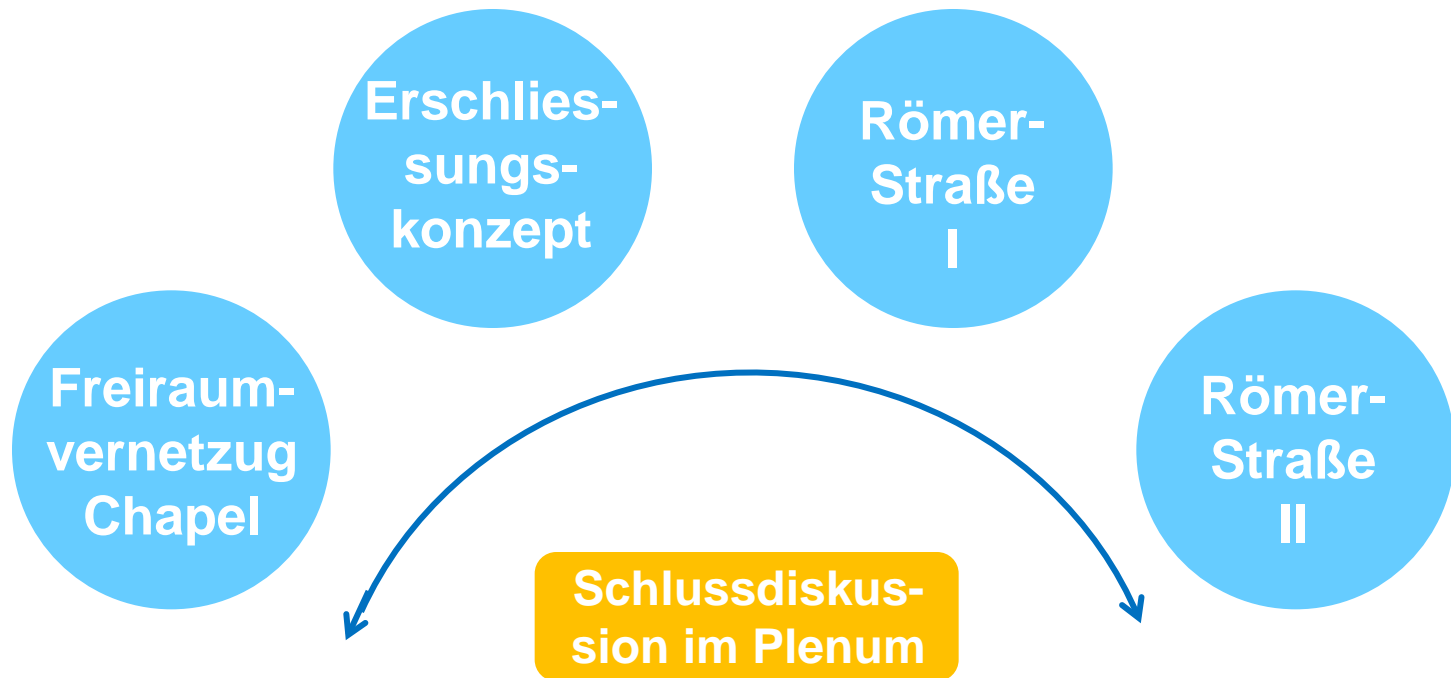 Erschlies-
sungs-
konzept
Römer-
Straße
I
Freiraum-
vernetzug
Chapel
Römer-
Straße
II
Schlussdiskus-
sion im Plenum